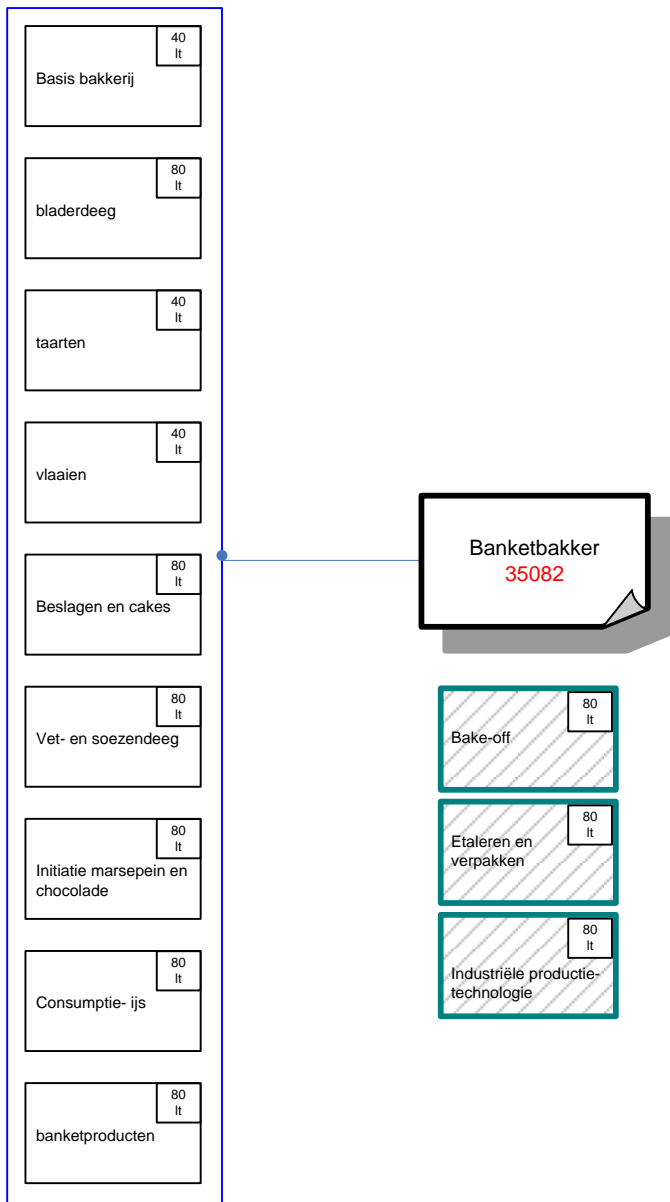 40
lt
Basis bakkerij
80
lt
bladerdeeg
40
lt
taarten
40
lt
vlaaien
80
lt
Beslagen en cakes
80
lt
Vet- en soezendeeg
80
lt
Initiatie marsepein en
chocolade
80
lt
Consumptie- ijs
80
lt
banketproducten
Banketbakker
35082
80
lt
Bake-off
80
lt
Etaleren en
verpakken
80
lt
Industriële productie-
technologie